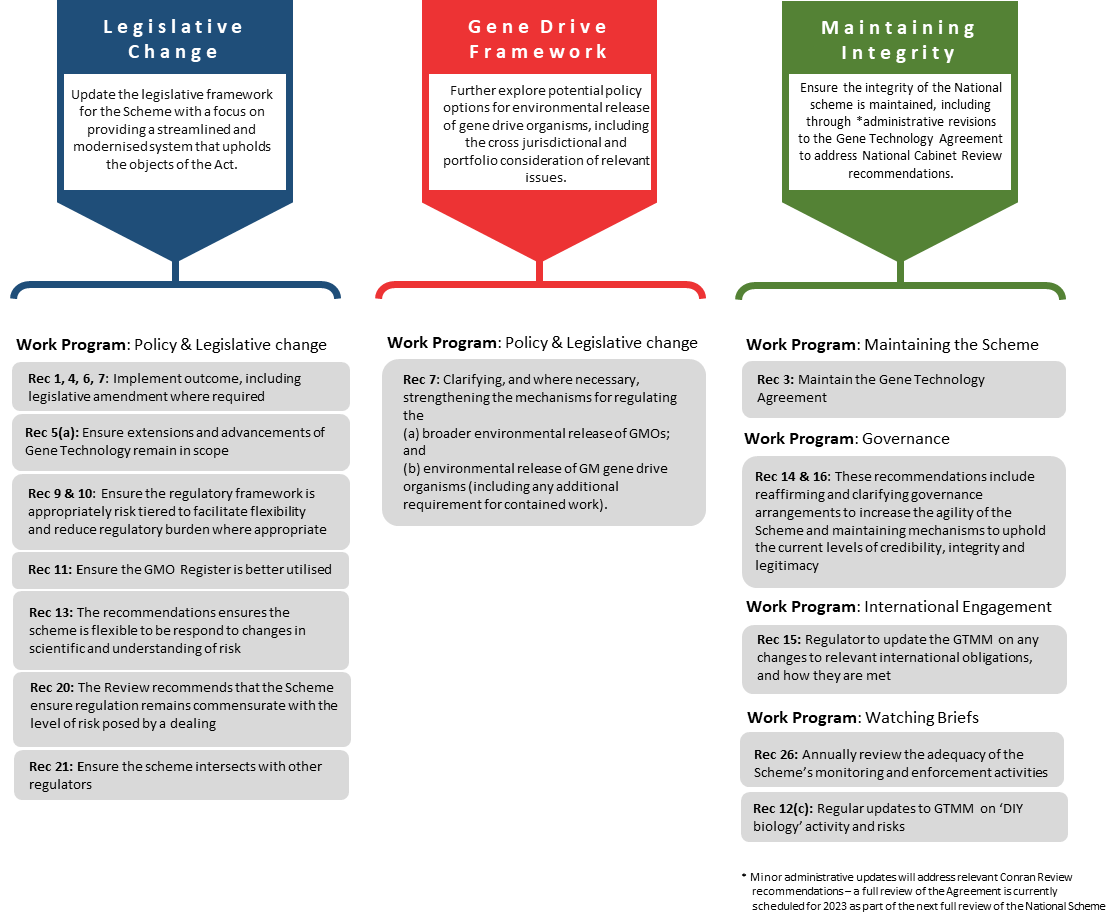 Legislative
Change
Update the legislative framework
for the Scheme with a focus on
providing a streamlined and
modernised system that upholds
the objects of the Act.
Work Program: Policy & Legislative change
Rec 1, 4, 6, 7: Implement outcome, including
legislative amendment where required
Rec 5(a): Ensure extensions and advancements of
Gene Technology remain in scope
Rec 9 & 10: Ensure the regulatory framework is
appropriately risk tiered to facilitate flexibility
and reduce regulatory burden where appropriate
Rec 11: Ensure the GMO Register is better utilised
Rec 13: The recommendations ensures the
scheme is flexible to be respond to changes in
scientific and understanding of risk
Rec 20: The Review recommends that the Scheme
ensure regulation remains commensurate with the
level of risk posed by a dealing
Rec 21: Ensure the scheme intersects with other
regulators
Gene Drive
Framework
Further explore potential policy
options for environmental release
of gene drive organisms, including
the cross jurisdictional and
portfolio consideration of relevant
issues.
Work Program: Policy & Legislative change
Rec 7: Clarifying, and where necessary,
strengthening the mechanisms for regulating
the
(a) broader environmental release of GMOs;
and
(b) environmental release of GM gene drive
organisms (including any additional
requirement for contained work).
Maintaining
Integrity
Ensure the integrity of the National
scheme is maintained, including
through *administrative revisions
to the Gene Technology Agreement
to address National Cabinet Review
recommendations.
Work Program: Maintaining the Scheme
Rec 3: Maintain the Gene Technology
Agreement
Work Program: Governance
Rec 14 & 16: These recommendations include
reaffirming and clarifying governance
arrangements to increase the agility of the
Scheme and maintaining mechanisms to uphold
the current levels of credibility, integrity and
legitimacy
Work Program: International Engagement
Rec 15: Regulator to update the GTMM on any
changes to relevant international obligations,
and how they are met
Work Program: Watching Briefs
Rec 26: Annually review the adequacy of the
Scheme's monitoring and enforcement activities
Rec 12(c): Regular updates to GTMM on 'DIY
biology' activity and risks
* Minor administrative updates will address relevant Conran Review
recommendations – a full review of the Agreement is currently
scheduled for 2023 as part of the next full review of the National Scheme